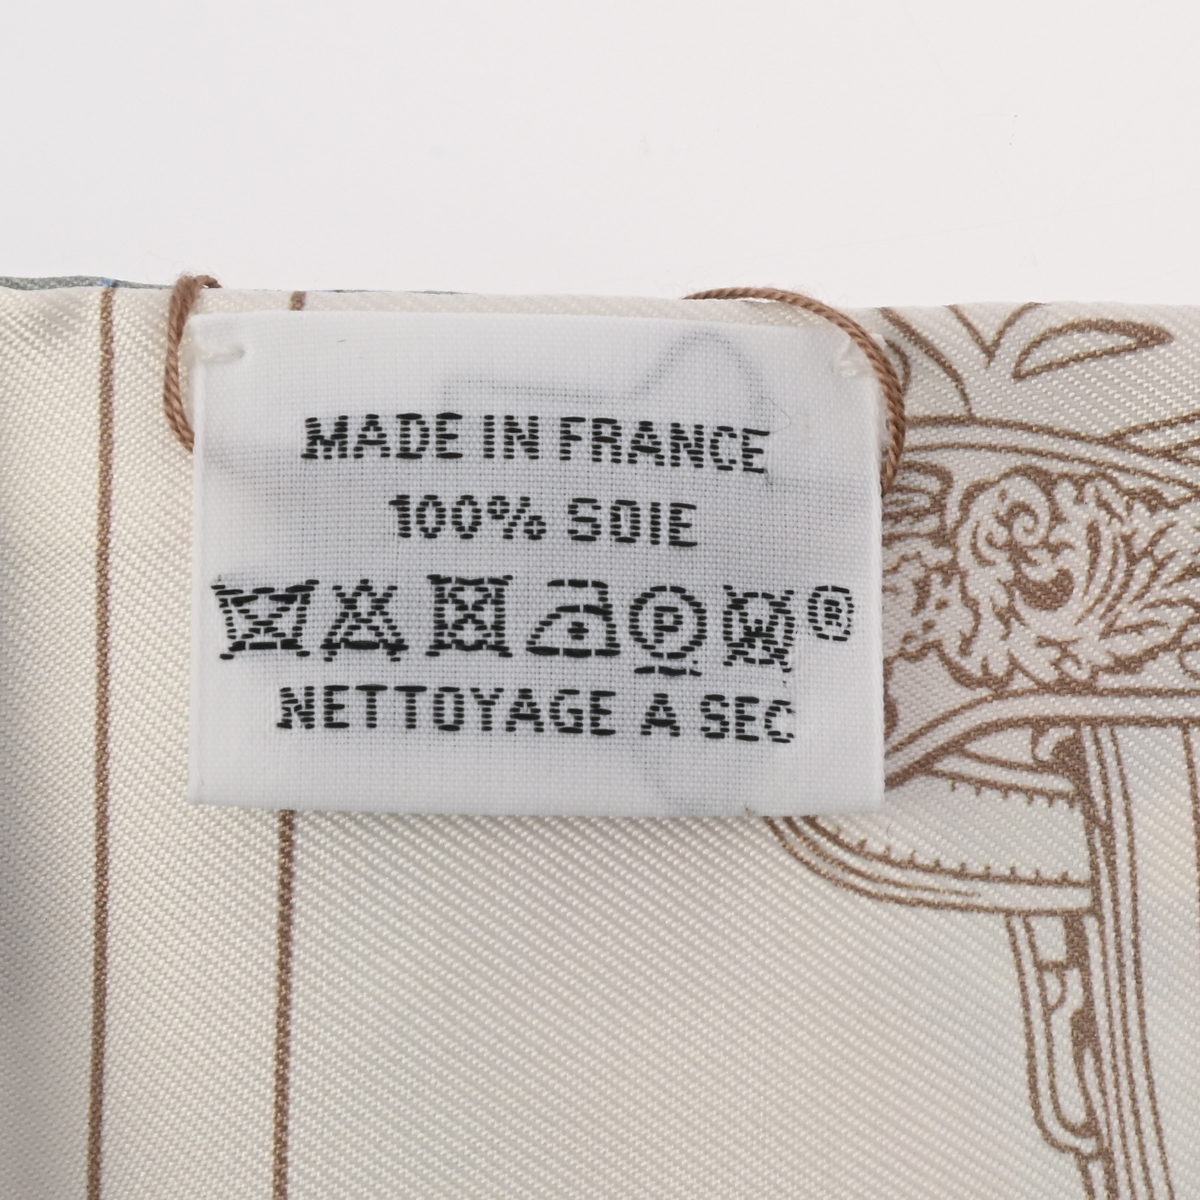 MADE IN FRANCE
100% SOIE
P W ®
NETTOYAGE A SEC